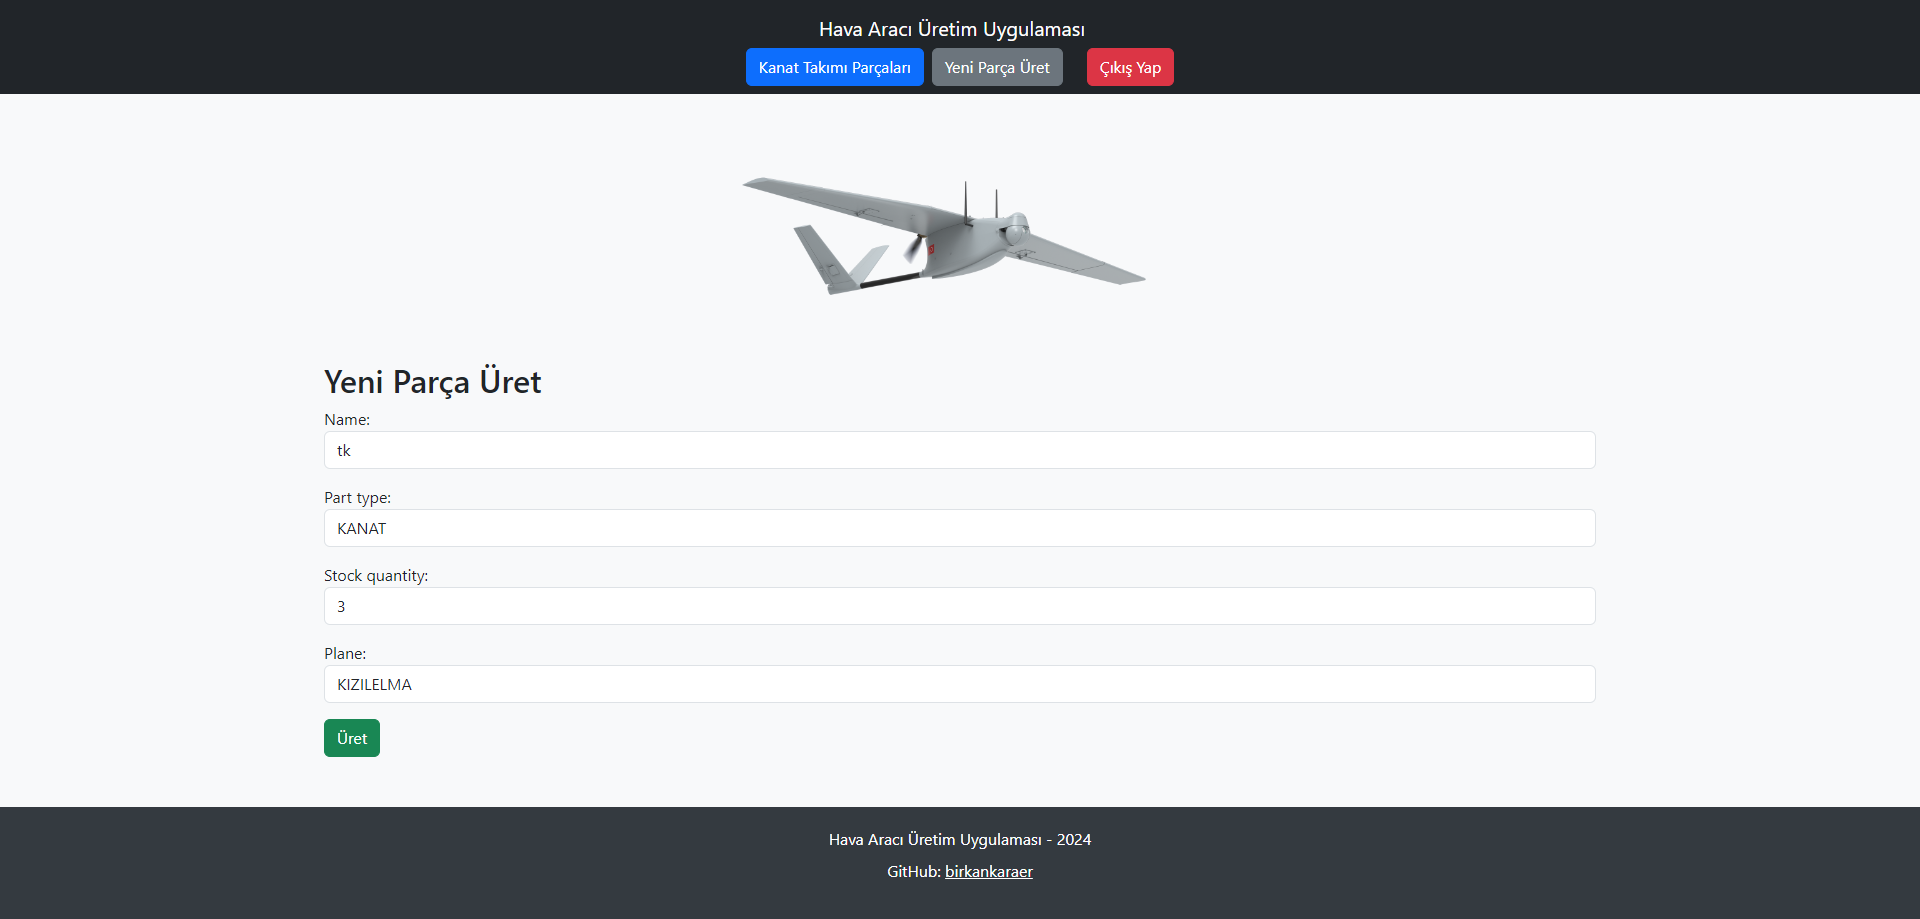 Hava Aracı Üretim Uygulaması
Kanat Takımı Parçaları Yeni Parça Üret Çıkış Yap
Yeni Parça Üret
Name:
tk
Part type:
KANAT
Stock quantity:
3
Plane:
KIZILELMA
Üret
Hava Aracı Üretim Uygulaması - 2024
GitHub: birkankaraer